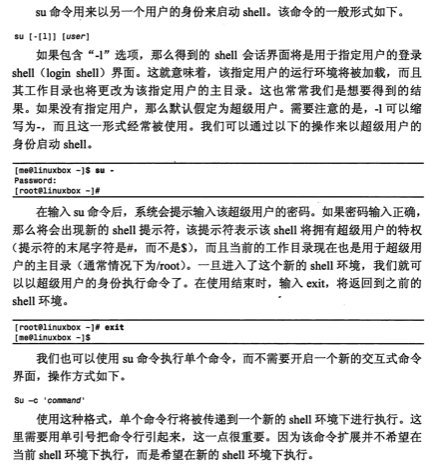 su 命令用来以另一个用户的身份来启动 shell。该命令的一般形式如下。
su [-[l]] [user]
如果包含“-l”选项，那么得到的 shell 会话界面将是用于指定用户的登录
shell（login shell）界面。这就意味着，该指定用户的运行环境将被加载，而且
其工作目录也将更改为该指定用户的主目录。这也常常我们是想要得到的结
果。如果没有指定用户，那么默认假定为超级用户。需要注意的是，-l 可以缩
写为-，而且这一形式经常被使用。我们可以通过以下的操作来以超级用户的
身份启动 shell。
[me@linuxbox ~]$ su -
Password:
[root@linuxbox ~]#
在输入 su 命令后，系统会提示输入该超级用户的密码。如果密码输入正确，
那么将会出现新的 shell 提示符，该提示符表示该 shell 将拥有超级用户的特权
（提示符的末尾字符是#，而不是$），而且当前的工作目录现在也是用于超级用
户的主目录（通常情况下为/root）。一旦进入了这个新的 shell 环境，我们就可
以以超级用户的身份执行命令了。在使用结束时，输入 exit，将返回到之前的
shell 环境。
[root@linuxbox ~]# exit
[me@linuxbox ~]$
我们也可以使用 su 命令执行单个命令，而不需要开启一个新的交互式命令
界面，操作方式如下。
Su –c 'command'
使用这种格式，单个命令行将被传递到一个新的 shell 环境下进行执行。这
里需要用单引号把命令行引起来，这一点很重要。因为该命令扩展并不希望在
当前 shell 环境下执行，而是希望在新的 shell 环境下执行。